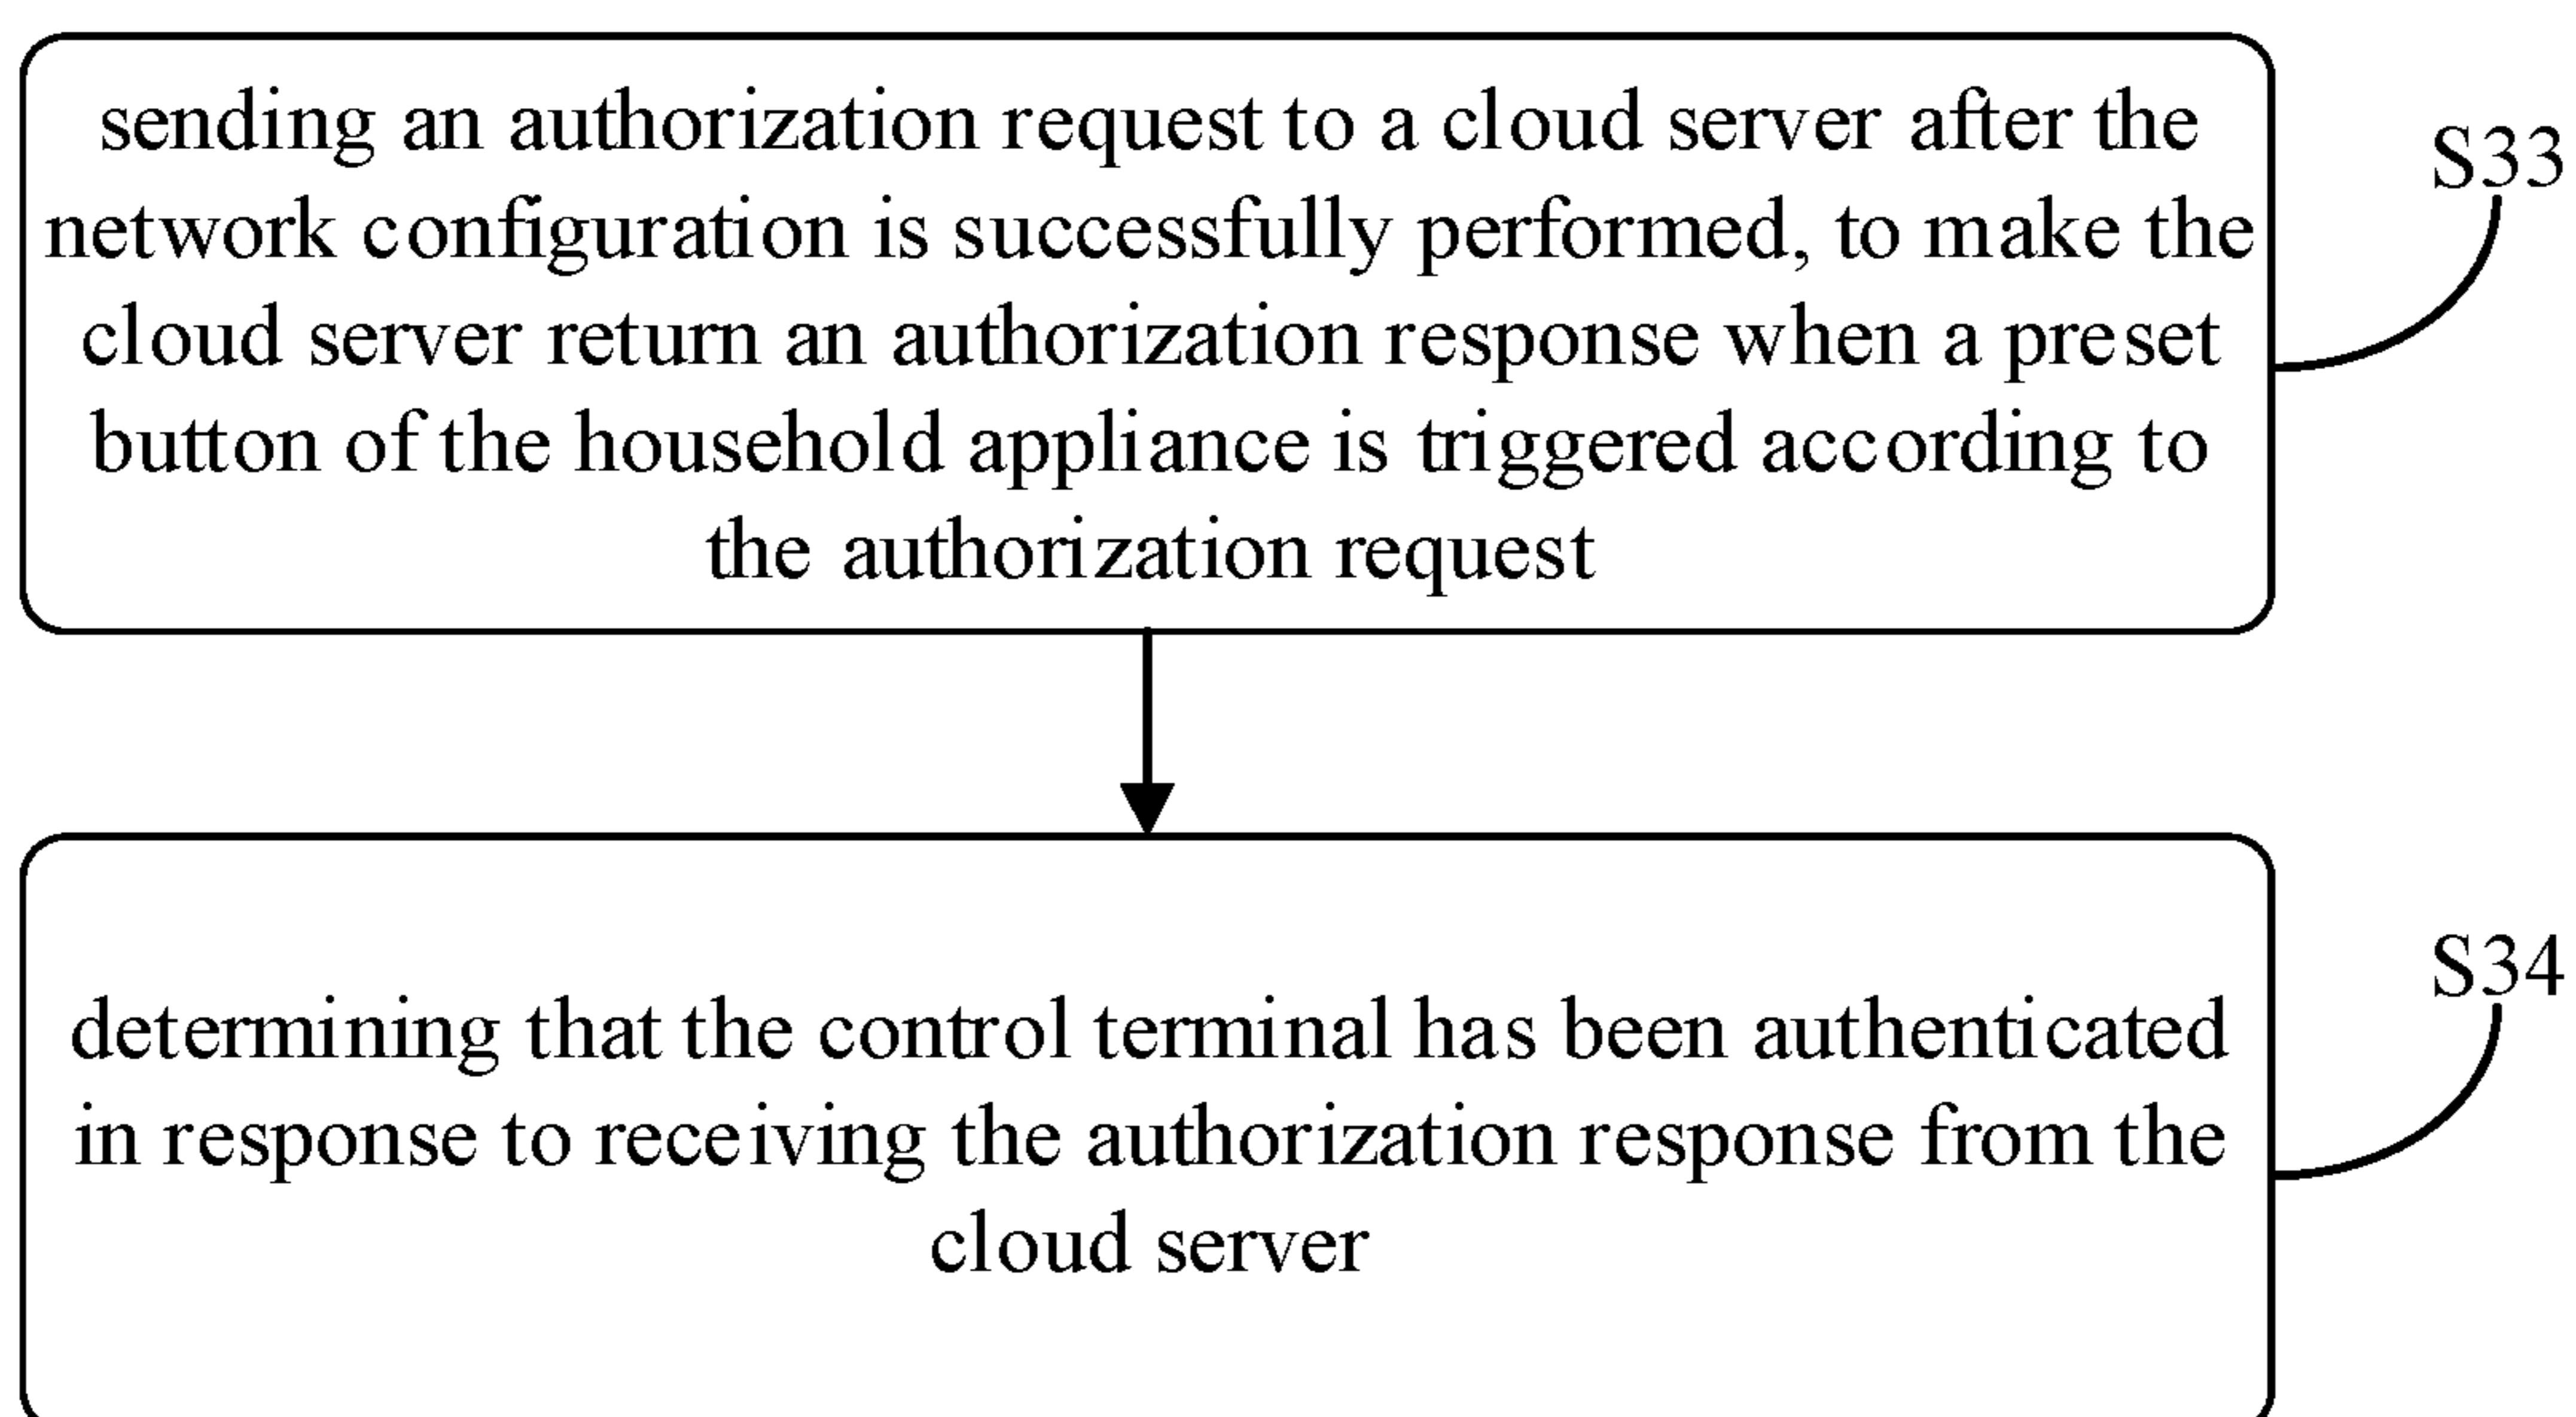 sending an authorization request to a cloud server after the
network configuration is successfully performed, to make the
cloud server return an authorization response when a preset
button of the household appliance is triggered according to
the authorization request
S33
determining that the control terminal has been authenticated
in response to receiving the authorization response from the
cloud server
S34